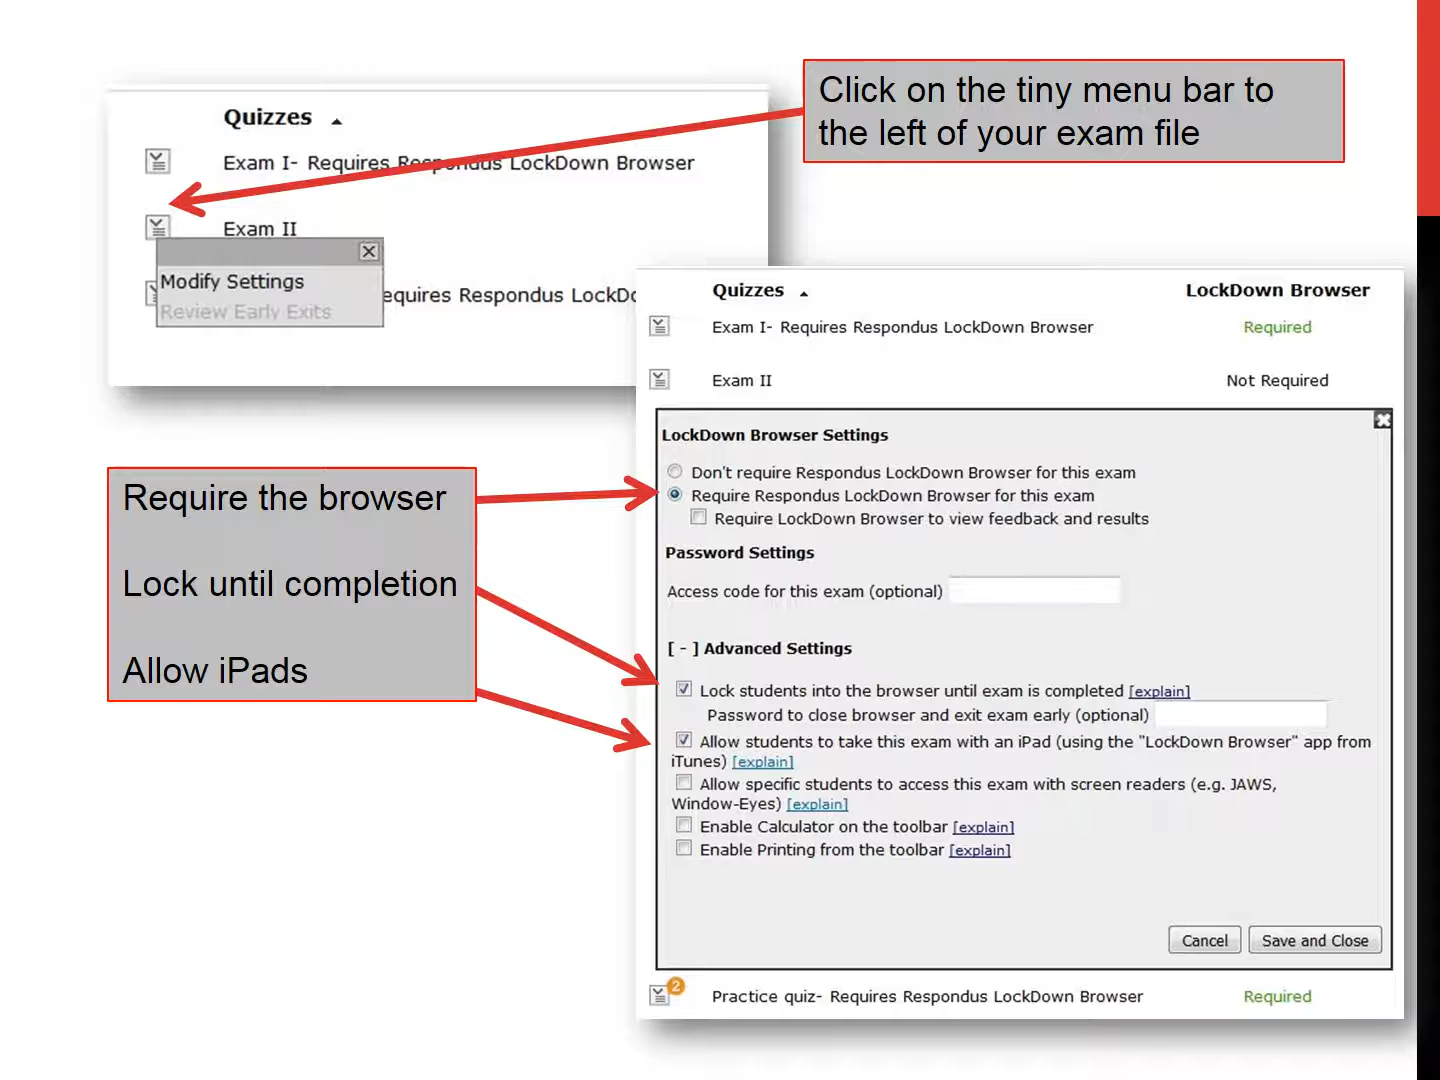 Click on the tiny menu bar to
the left of your exam file
Quizzes
Exam I- Requires Respondus LockDown Browser
Exam II
Modify Settings
Review Early Exits
equires Respondus LockDo
Require the browser
Lock until completion
Allow iPads
Quizzes LockDown Browser
Exam I- Requires Respondus LockDown Browser Required
Exam II Not Required
LockDown Browser Settings
Don't require Respondus LockDown Browser for this exam
Require Respondus LockDown Browser for this exam
Require LockDown Browser to view feedback and results
Password Settings
Access code for this exam (optional)
[ - ] Advanced Settings
Lock students into the browser until exam is completed [explain]
Password to close browser and exit exam early (optional)
Allow students to take this exam with an iPad (using the "LockDown Browser" app from
iTunes) [explain]
Allow specific students to access this exam with screen readers (e.g. JAWS,
Window-Eyes) [explain]
Enable Calculator on the toolbar [explain]
Enable Printing from the toolbar [explain]
Cancel Save and Close
2
Practice quiz- Requires Respondus LockDown Browser Required